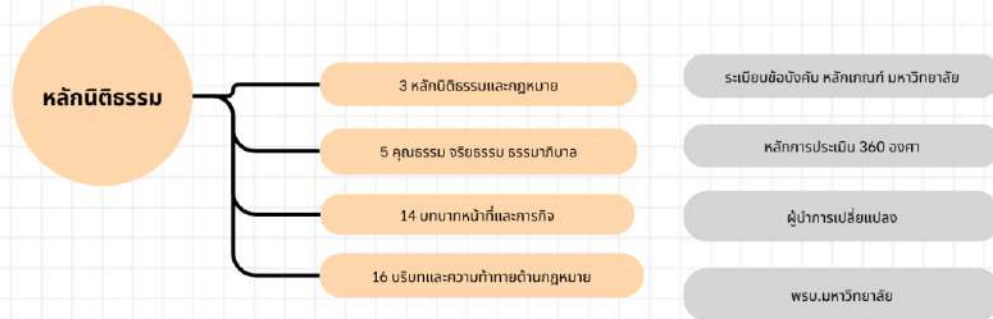 หลักนิติธรรม
3 หลักนิติธรรมและกฎหมาย
5 คุณธรรม จริยธรรม ธรรมาภิบาล
14 บทบาทหน้าที่และภารกิจ
16 บริบทและความท้าทายด้านกฎหมาย
ระเบียบข้อบังคับ หลักเกณฑ์ มหาวิทยาลัย
หลักการประเมิน 360 องศา
ผู้นำการเปลี่ยแปลง
พรบ.มหาวิทยาลัย